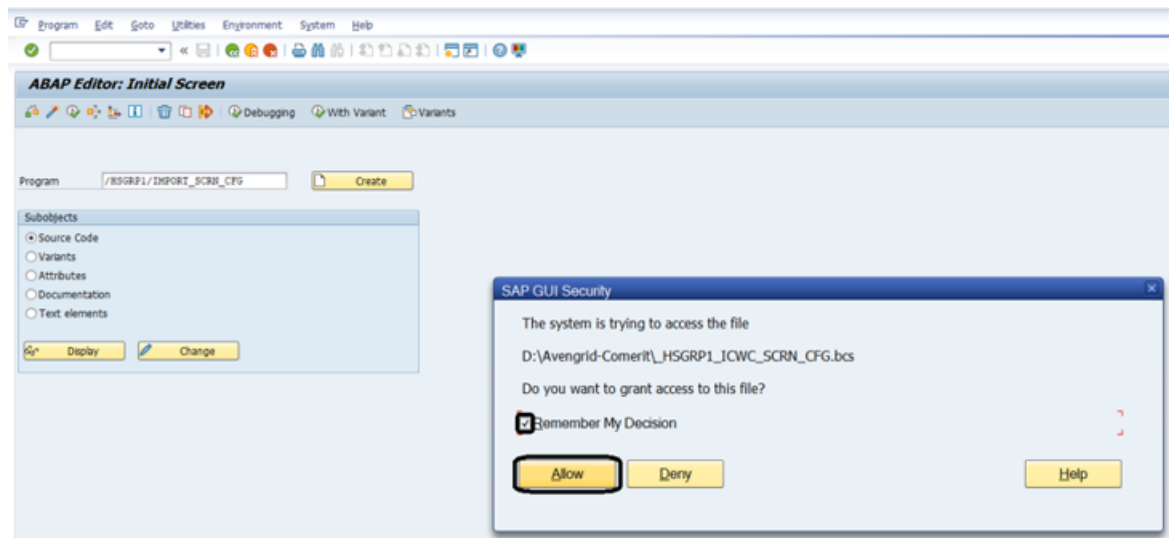 Program Edit Goto Utilities Environment System Help
ABAP Editor: Initial Screen
Debugging With Variant Variants
Program /HSGRP1/IMPORT_SCRN_CFG Create
Subobjects
Source Code
Variants
Attributes
Documentation
Text elements
Display Change
SAP GUI Security
The system is trying to access the file
D:\Avengrid-Comerit\_HSGRP1_ICWC_SCRN_CFG.bcs
Do you want to grant access to this file?
Remember My Decision
Allow Deny Help